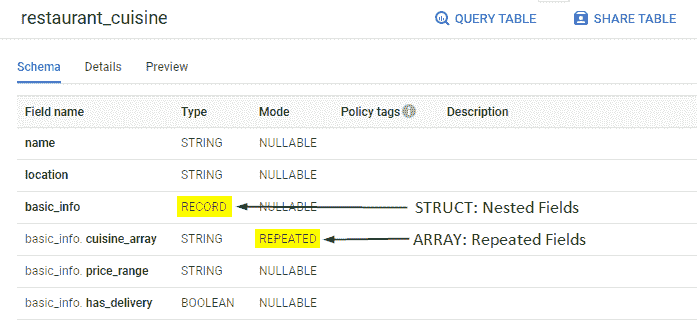 restaurant_cuisine QUERY TABLE SHARE TABLE
Schema Details Preview
Field name Type Mode Policy tags Description
name STRING NULLABLE
location STRING NULLABLE
basic_info RECORD NULLABLE STRUCT: Nested Fields
basic_info. cuisine_array STRING REPEATED ARRAY: Repeated Fields
basic_info. price_range STRING NULLABLE
basic_info. has_delivery BOOLEAN NULLABLE